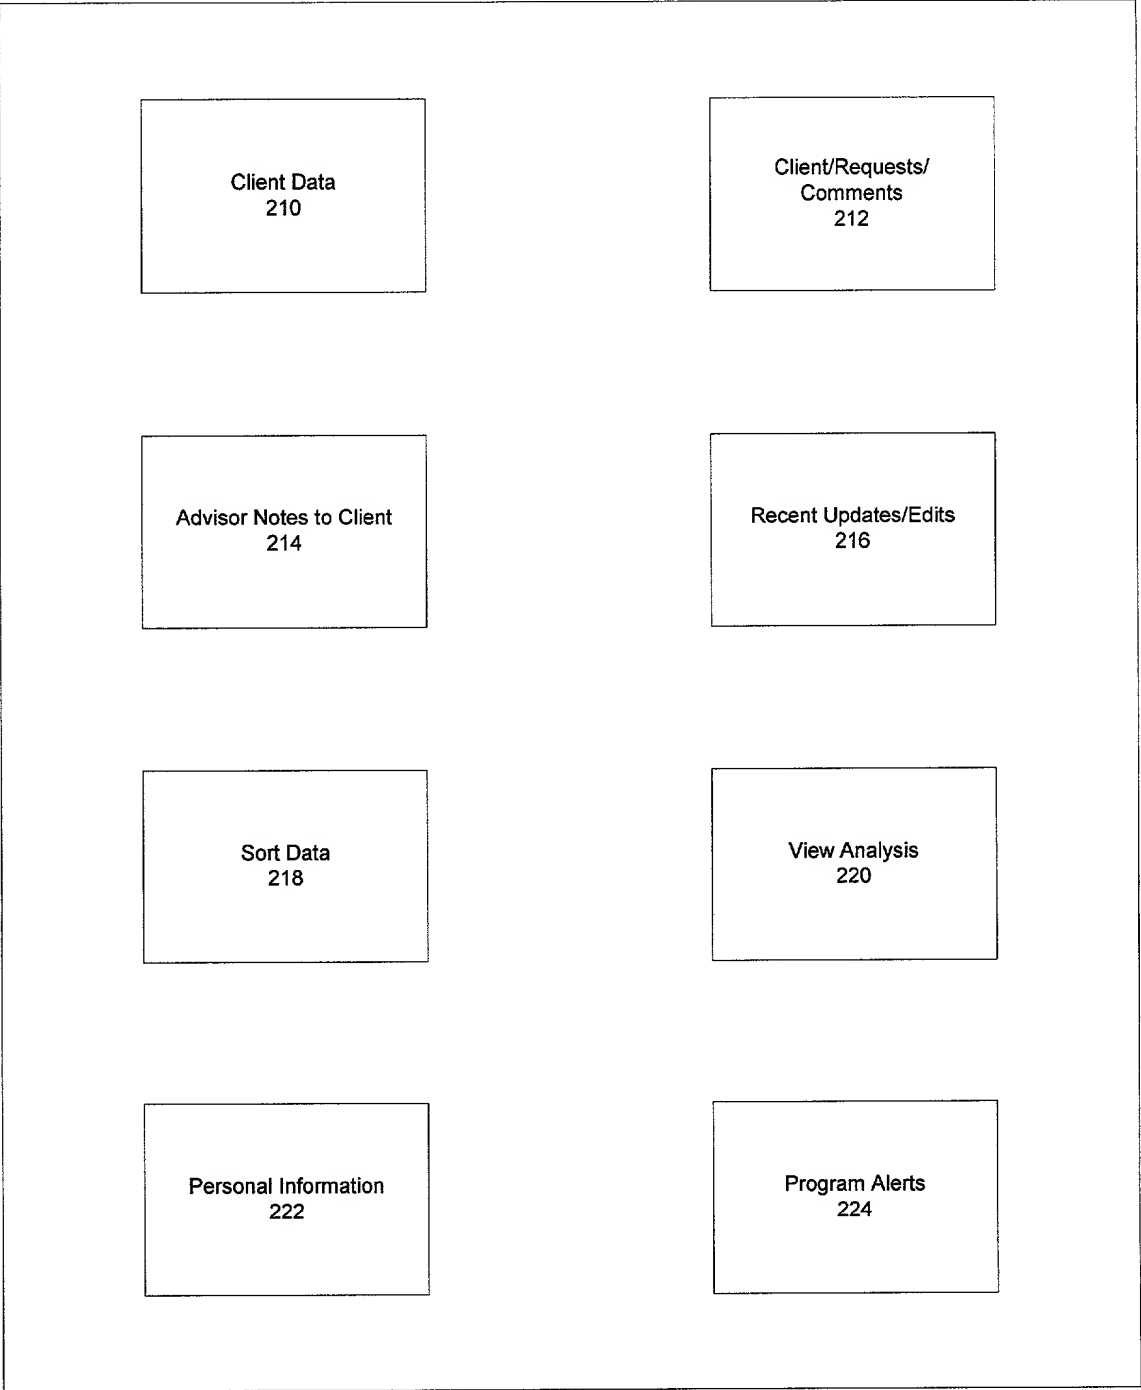 Client Data
210
Client/Requests/
Comments
212
Advisor Notes to Client
214
Recent Updates/Edits
216
Sort Data
218
View Analysis
220
Personal Information
222
Program Alerts
224